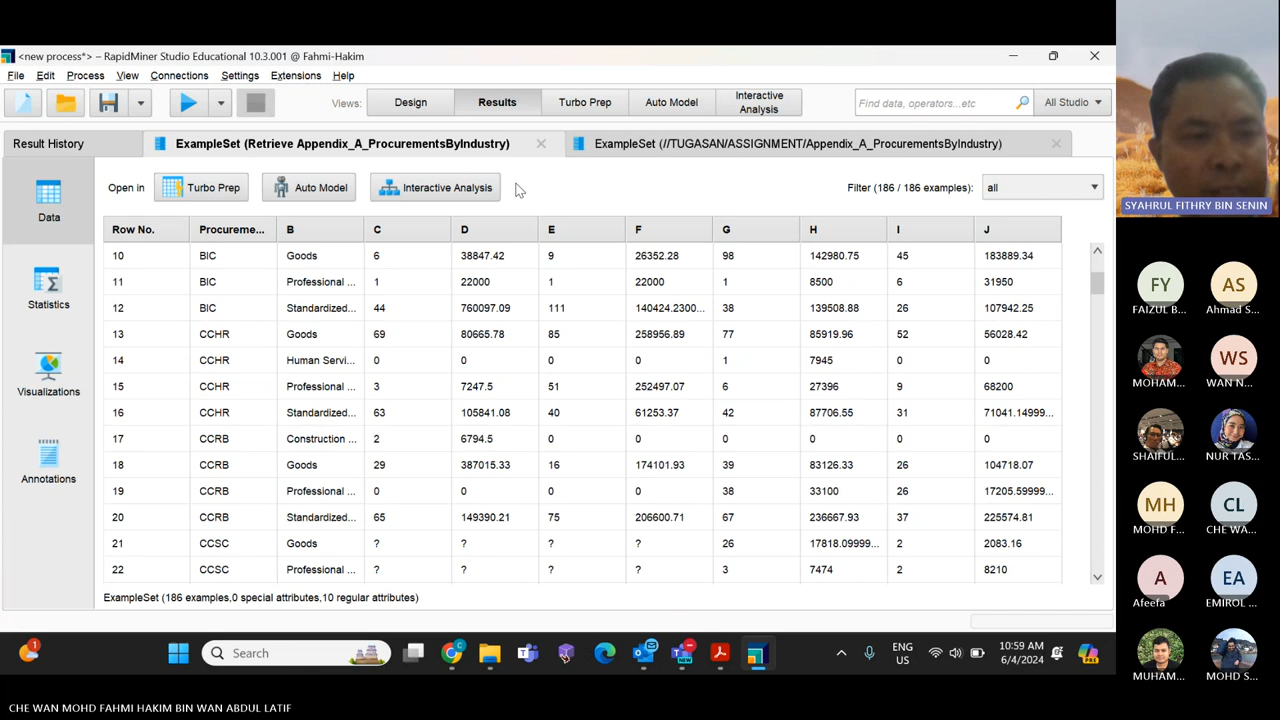 <new process*> – RapidMiner Studio Educational 10.3.001 @ Fahmi-Hakim
File Edit Process View Connections Settings Extensions Help
Views: Design Results Turbo Prep Auto Model Interactive Analysis Find data, operators...etc All Studio
Result History ExampleSet (Retrieve Appendix_A_ProcurementsByIndustry) ExampleSet (//TUGASAN/ASSIGNMENT/Appendix_A_ProcurementsByIndustry)
Open in Turbo Prep Auto Model Interactive Analysis Filter (186 / 186 examples): all
Data
Statistics
Visualizations
Annotations
Row No. Procureme... B C D E F G H I J
10 BIC Goods 6 38847.42 9 26352.28 98 142980.75 45 183889.34
11 BIC Professional ... 1 22000 1 22000 1 8500 6 31950
12 BIC Standardized... 44 760097.09 111 140424.2300... 38 139508.88 26 107942.25
13 CCHR Goods 69 80665.78 85 258956.89 77 85919.96 52 56028.42
14 CCHR Human Servi... 0 0 0 0 1 7945 0 0
15 CCHR Professional ... 3 7247.5 51 252497.07 6 27396 9 68200
16 CCHR Standardized... 63 105841.08 40 61253.37 42 87706.55 31 71041.14999...
17 CCRB Construction ... 2 6794.5 0 0 0 0 0 0
18 CCRB Goods 29 387015.33 16 174101.93 39 83126.33 26 104718.07
19 CCRB Professional ... 0 0 0 0 38 33100 26 17205.59999...
20 CCRB Standardized... 65 149390.21 75 206600.71 67 236667.93 37 225574.81
21 CCSC Goods ? ? ? ? 26 17818.09999... 2 2083.16
22 CCSC Professional ... ? ? ? ? 3 7474 2 8210
ExampleSet (186 examples,0 special attributes,10 regular attributes)
1
Search
NEW
ENG
US
10:59 AM
6/4/2024
PRE
CHE WAN MOHD FAHMI HAKIM BIN WAN ABDUL LATIF
SYAHRUL FITHRY BIN SENIN
FY AS
FAIZUL B... Ahmad S...
WS
MOHAM... WAN N...
SHAIFUL... NUR TAS...
MH CL
MOHD F... CHE WA...
A EA
Afeefa EMIROL ...
MUHAM... MOHD S...